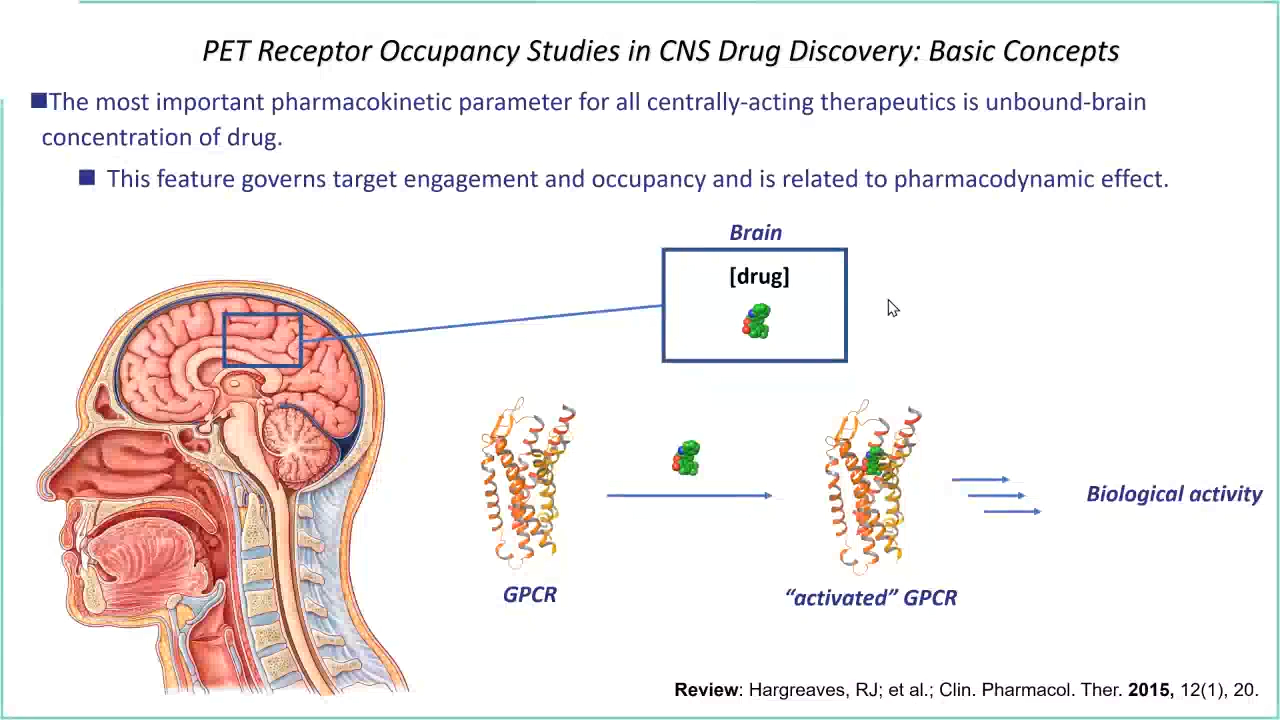 PET Receptor Occupancy Studies in CNS Drug Discovery: Basic Concepts
■The most important pharmacokinetic parameter for all centrally-acting therapeutics is unbound-brain
concentration of drug.
■ This feature governs target engagement and occupancy and is related to pharmacodynamic effect.
Brain
[drug]
GPCR
“activated” GPCR
Biological activity
Review: Hargreaves, RJ; et al.; Clin. Pharmacol. Ther. 2015, 12(1), 20.